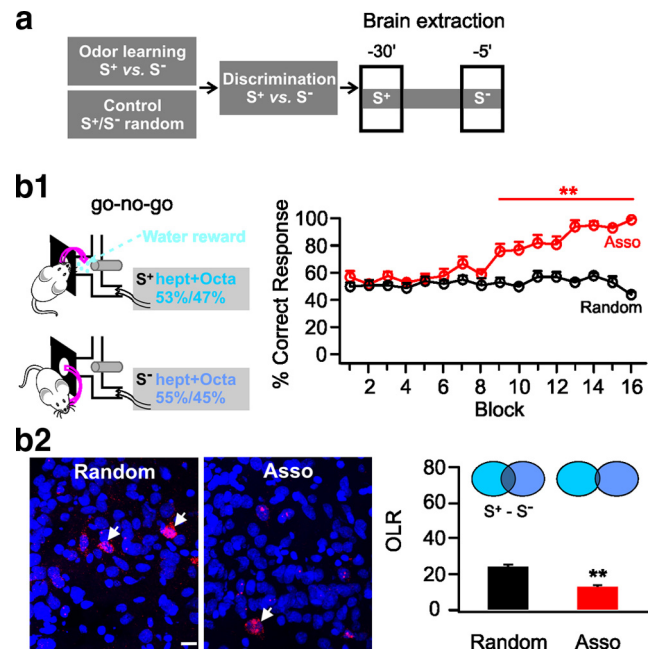 a
Brain extraction
Odor learning
S+ vs. S-
Control
S+/S- random
Discrimination
S+ vs. S-
-30'
-5'
S+
S-
b1
go-no-go
Water reward
S+ hept+Octa
53%/47%
S- hept+Octa
55%/45%
% Correct Response
100
80
60
40
20
0
**
Asso
Random
2 4 6 8 10 12 14 16
Block
b2
Random
Asso
OLR
80
60
40
20
0
S+ - S-
**
Random Asso